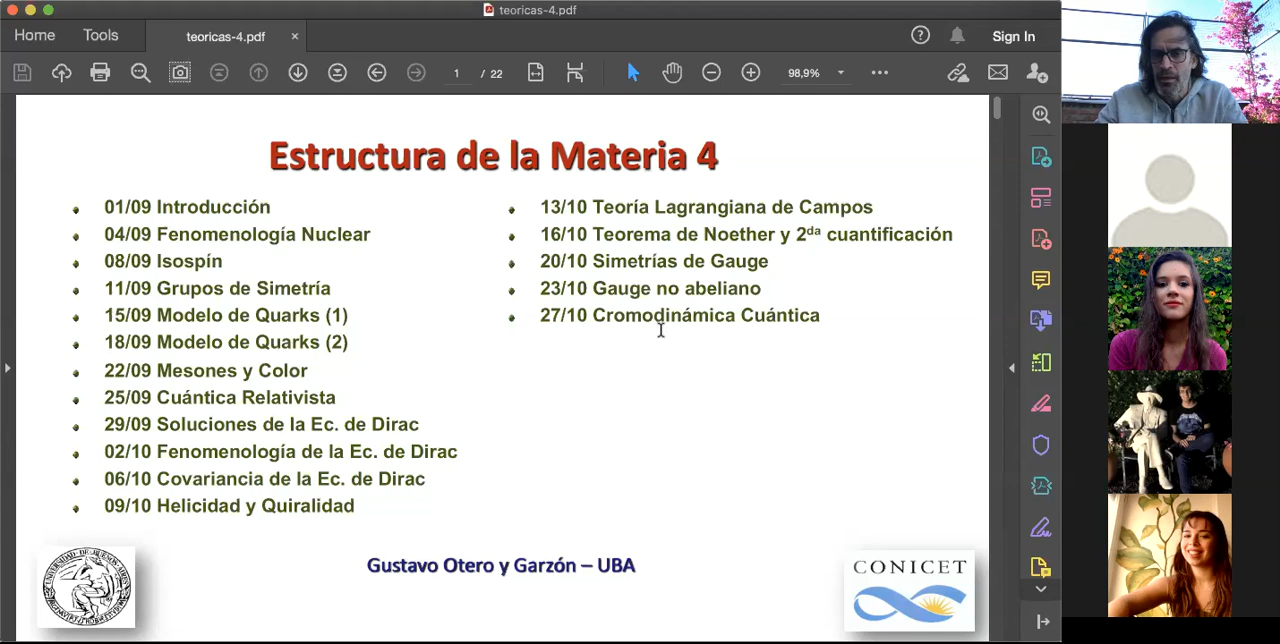 teoricas-4.pdf
Home
Tools
teoricas-4.pdf
Sign In
1
/ 22
98,9%
Estructura de la Materia 4
01/09 Introducción
04/09 Fenomenología Nuclear
08/09 Isospín
11/09 Grupos de Simetría
15/09 Modelo de Quarks (1)
18/09 Modelo de Quarks (2)
22/09 Mesones y Color
25/09 Cuántica Relativista
29/09 Soluciones de la Ec. de Dirac
02/10 Fenomenología de la Ec. de Dirac
06/10 Covariancia de la Ec. de Dirac
09/10 Helicidad y Quiralidad
13/10 Teoría Lagrangiana de Campos
16/10 Teorema de Noether y 2da cuantificación
20/10 Simetrías de Gauge
23/10 Gauge no abeliano
27/10 Cromodinámica Cuántica
Gustavo Otero y Garzón – UBA
CONICET